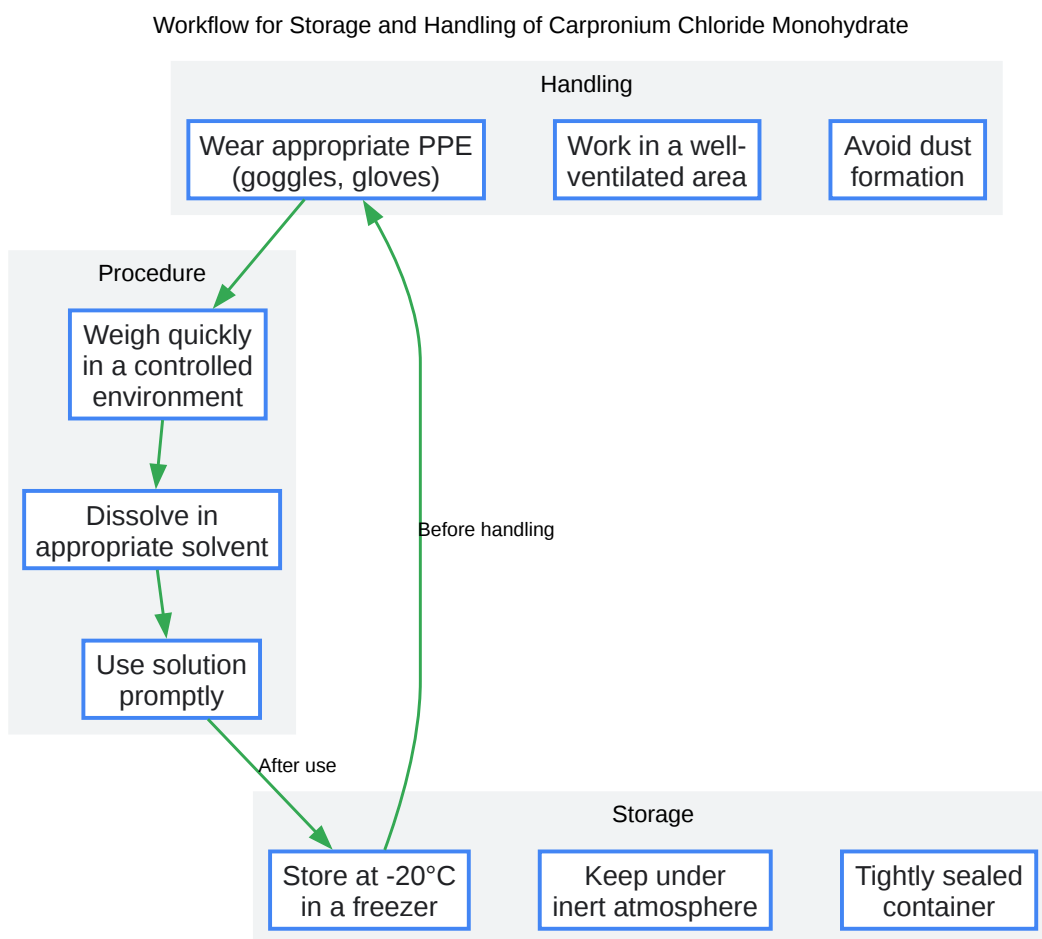 Workflow for Storage and Handling of Carpronium Chloride Monohydrate
Handling
Wear appropriate PPE
(goggles, gloves)
Work in a well-
ventilated area
Avoid dust
formation
Procedure
Weigh quickly
in a controlled
environment
Dissolve in
appropriate solvent
Before handling
Use solution
promptly
After use
Storage
Store at -20°C
in a freezer
Keep under
inert atmosphere
Tightly sealed
container